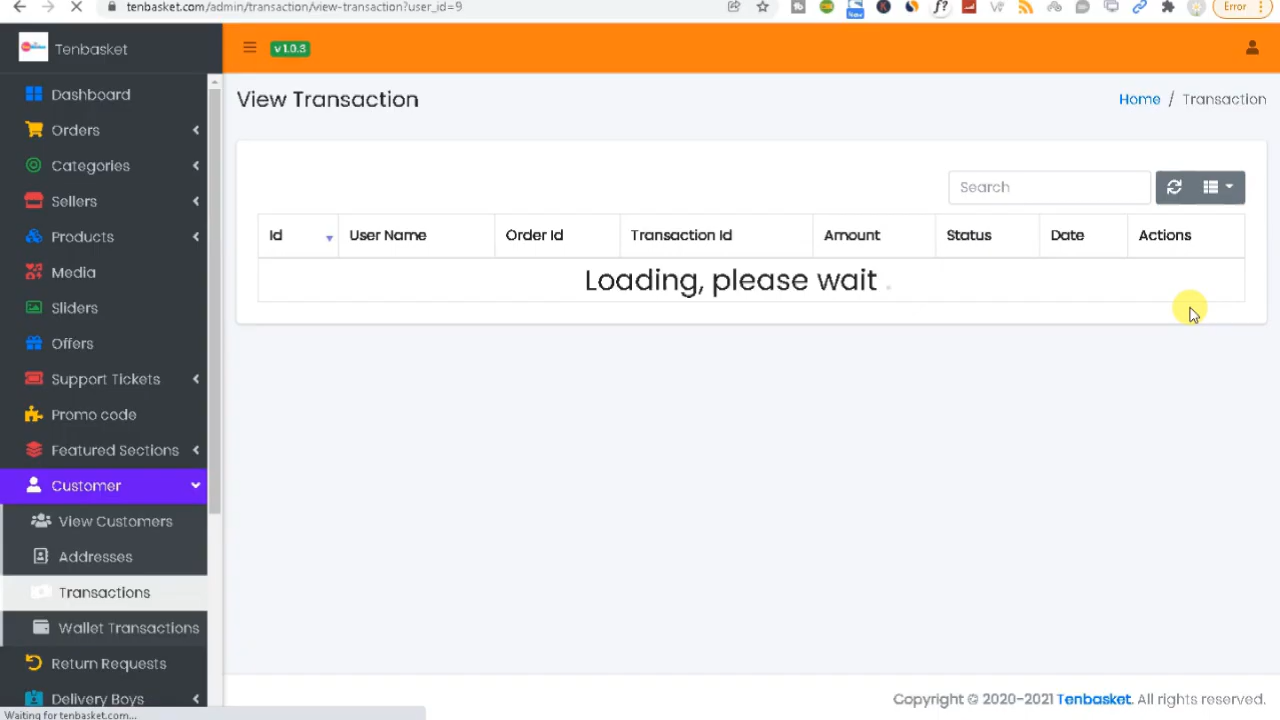 tenbasket.com/admin/transaction/view-transaction?user_id=9
Error
Tenbasket
v 1.0.3
Dashboard
Orders
Categories
Sellers
Products
Media
Sliders
Offers
Support Tickets
Promo code
Featured Sections
Customer
View Customers
Addresses
Transactions
Wallet Transactions
Return Requests
Delivery Boys
View Transaction
Home / Transaction
Search
Id User Name Order Id Transaction Id Amount Status Date Actions
Loading, please wait .
Copyright © 2020-2021 Tenbasket. All rights reserved.
Waiting for tenbasket.com...